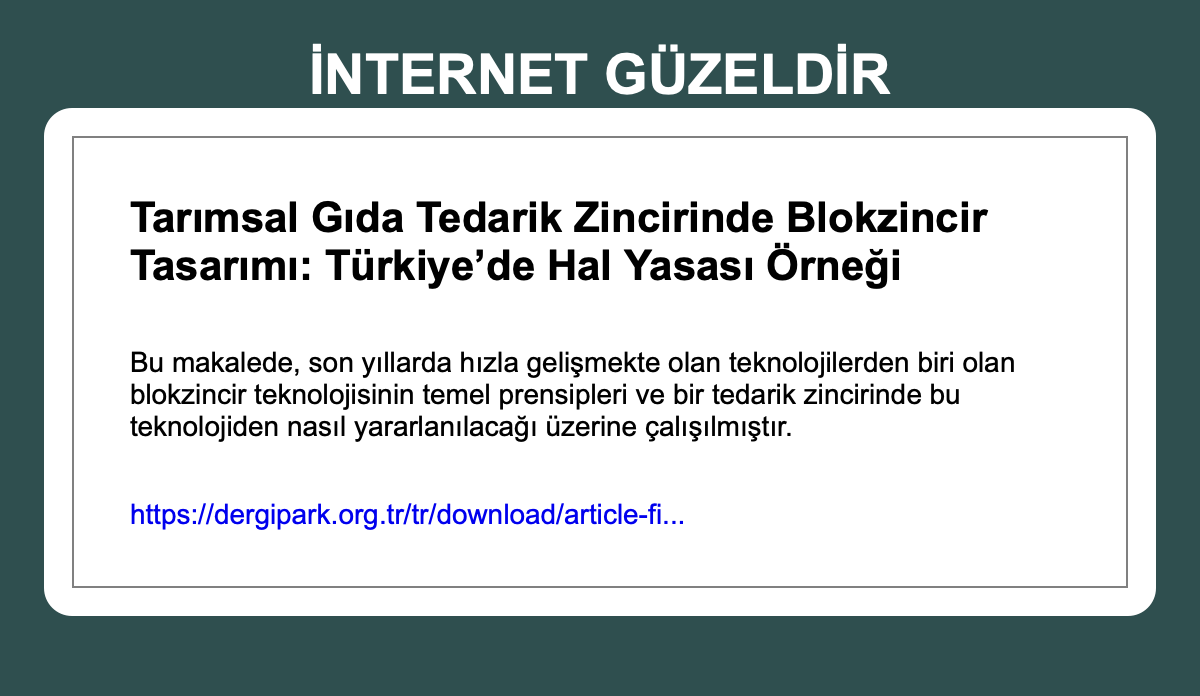 İNTERNET GÜZELDİR
Tarımsal Gıda Tedarik Zincirinde Blokzincir
Tasarımı: Türkiye’de Hal Yasası Örneği
Bu makalede, son yıllarda hızla gelişmekte olan teknolojilerden biri olan
blokzincir teknolojisinin temel prensipleri ve bir tedarik zincirinde bu
teknolojiden nasıl yararlanılacağı üzerine çalışılmıştır.
https://dergipark.org.tr/tr/download/article-fi...